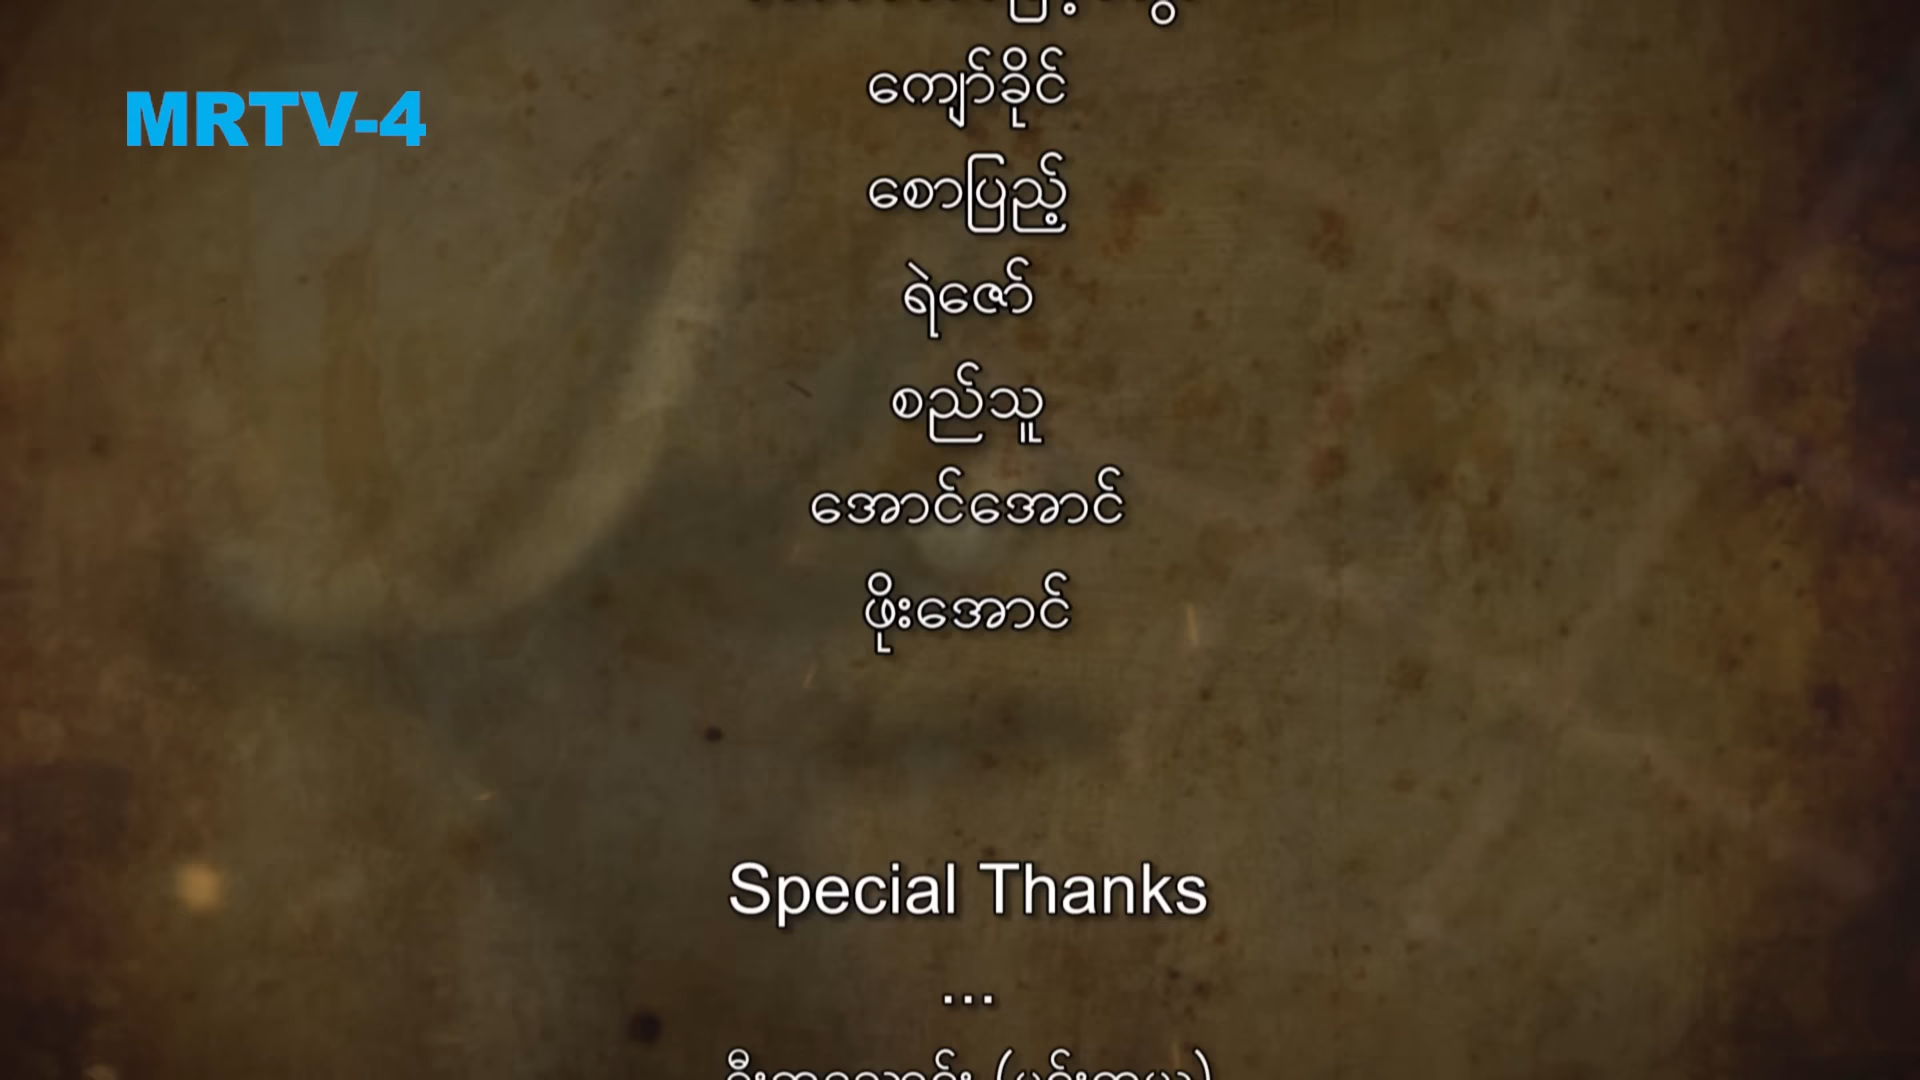 MRTV-4
ကျော်ခိုင်
စောပြည့်
ရဲဇော်
စည်သူ
အောင်အောင်
ဖိုးအောင်
Special Thanks
...